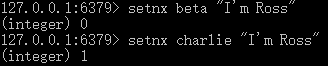 127.0.0.1:6379> setnx beta "I'm Ross"
(integer) 0
127.0.0.1:6379> setnx charlie "I'm Ross"
(integer) 1